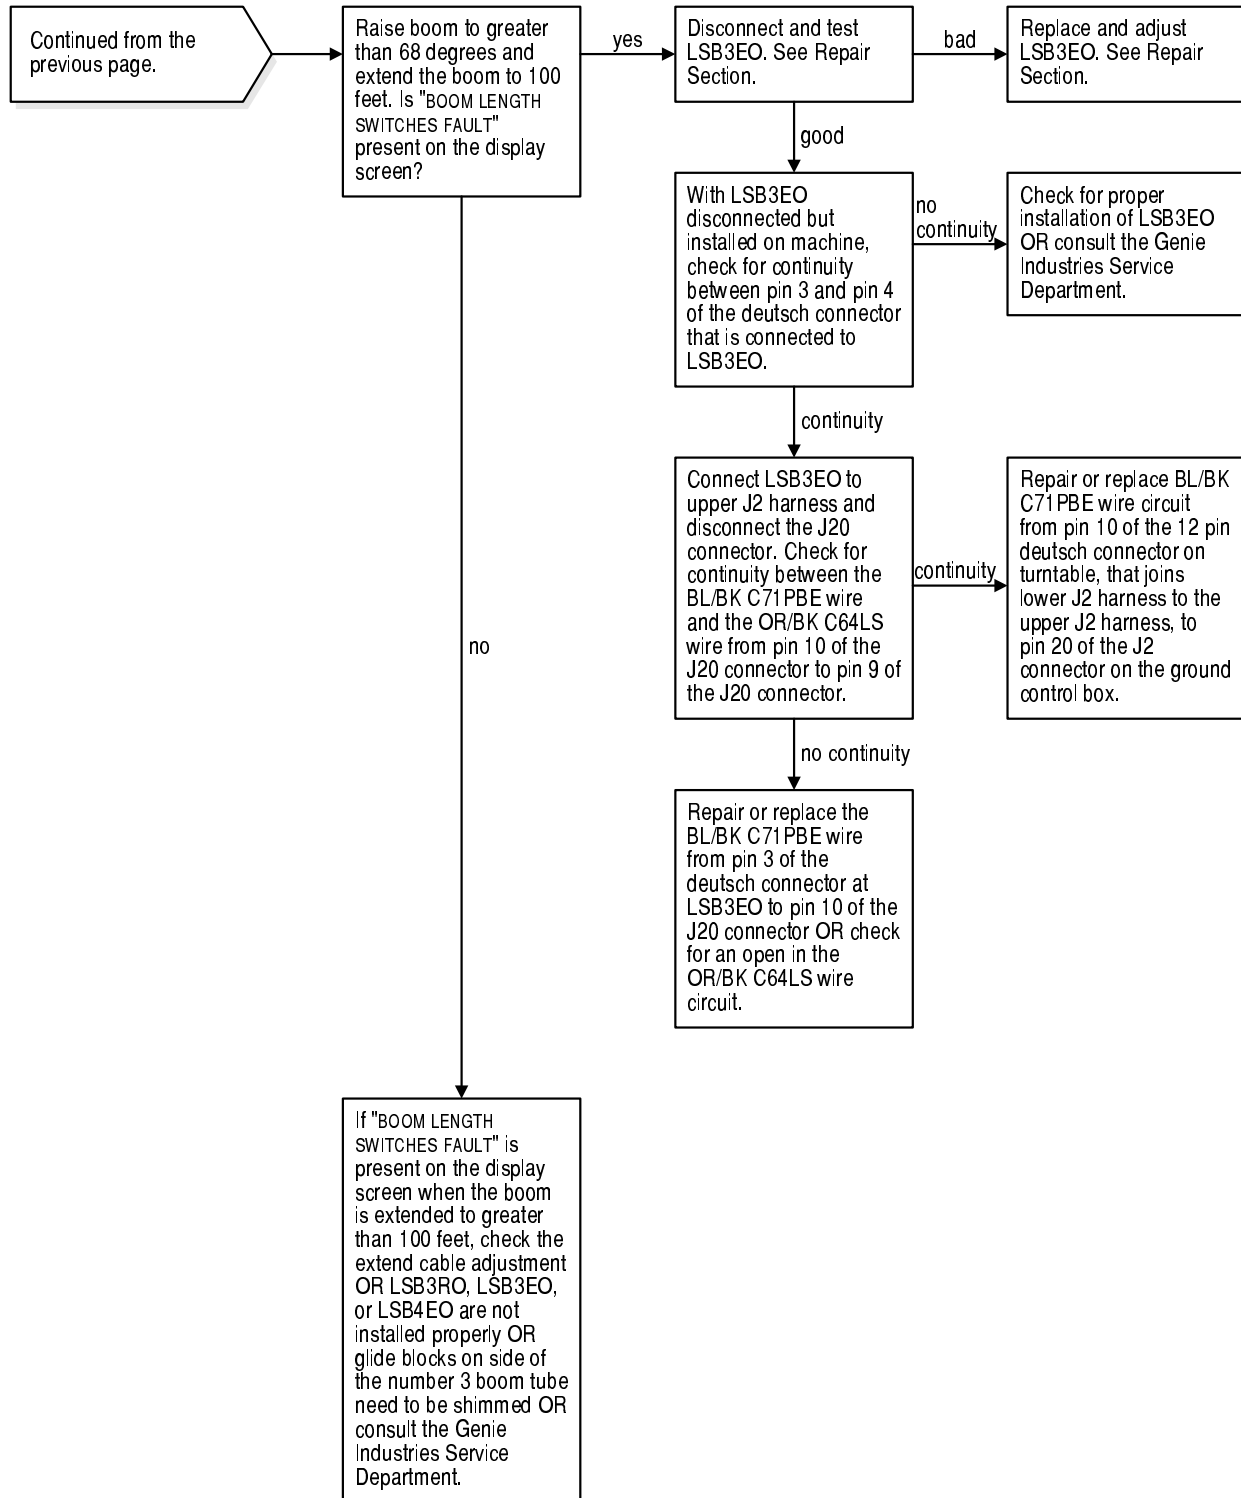 Continued from the
previous page.
Raise boom to greater
than 68 degrees and
extend the boom to 100
feet. Is "BOOM LENGTH
SWITCHES FAULT"
present on the display
screen?
yes
Disconnect and test
LSB3EO. See Repair
Section.
bad
Replace and adjust
LSB3EO. See Repair
Section.
good
With LSB3EO
disconnected but
installed on machine,
check for continuity
between pin 3 and pin 4
of the deutsch connector
that is connected to
LSB3EO.
no
continuity
Check for proper
installation of LSB3EO
OR consult the Genie
Industries Service
Department.
continuity
Connect LSB3EO to
upper J2 harness and
disconnect the J20
connector. Check for
continuity between the
BL/BK C71PBE wire
and the OR/BK C64LS
wire from pin 10 of the
J20 connector to pin 9 of
the J20 connector.
continuity
Repair or replace BL/BK
C71PBE wire circuit
from pin 10 of the 12 pin
deutsch connector on
turntable, that joins
lower J2 harness to the
upper J2 harness, to
pin 20 of the J2
connector on the ground
control box.
no
no continuity
Repair or replace the
BL/BK C71PBE wire
from pin 3 of the
deutsch connector at
LSB3EO to pin 10 of the
J20 connector OR check
for an open in the
OR/BK C64LS wire
circuit.
If "BOOM LENGTH
SWITCHES FAULT" is
present on the display
screen when the boom
is extended to greater
than 100 feet, check the
extend cable adjustment
OR LSB3RO, LSB3EO,
or LSB4EO are not
installed properly OR
glide blocks on side of
the number 3 boom tube
need to be shimmed OR
consult the Genie
Industries Service
Department.